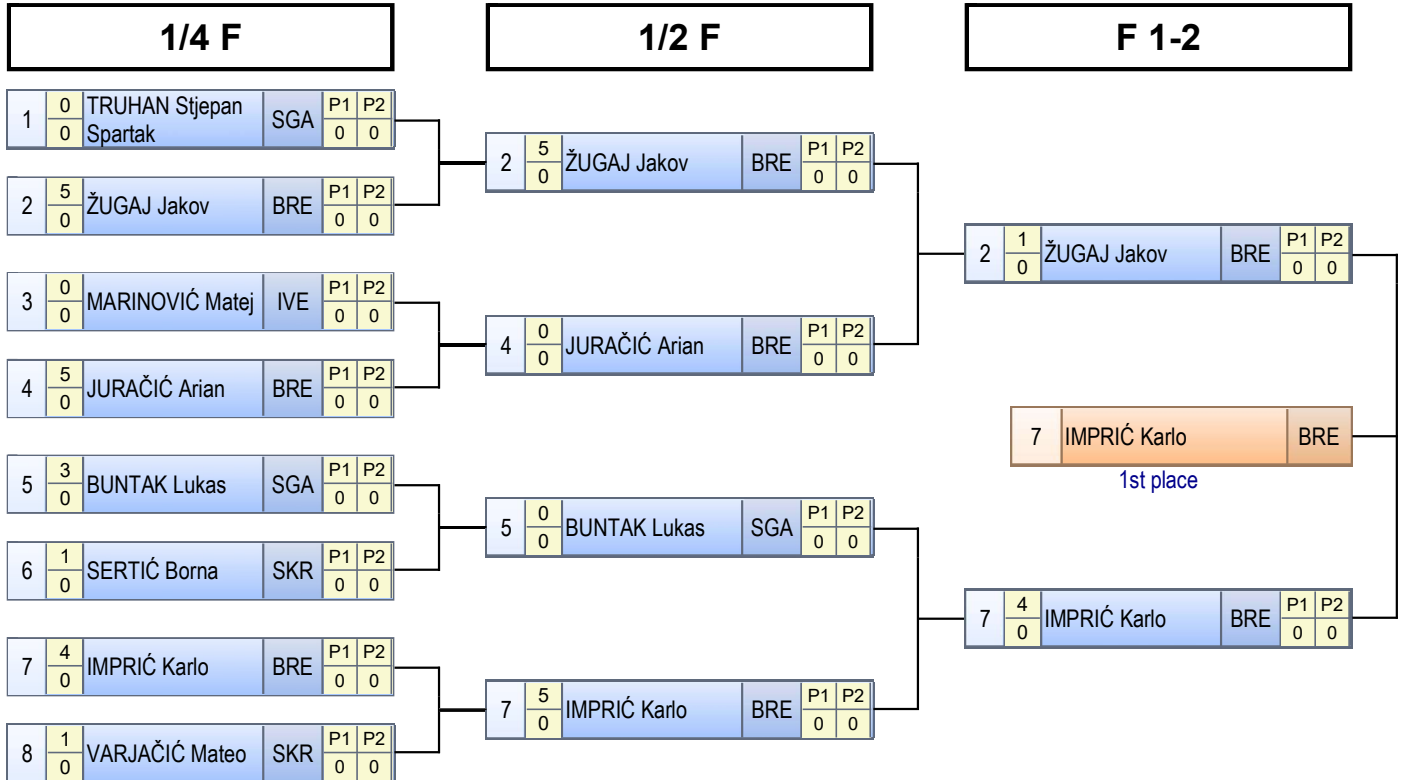 1/4 F
1/2 F
F 1-2
1 0 TRUHAN Stjepan SGA P1 P2
0 Spartak 0 0
2 5 ŽUGAJ Jakov BRE P1 P2
0 0 0
3 0 MARINOVIĆ Matej IVE P1 P2
0 0 0
4 5 JURAČIĆ Arian BRE P1 P2
0 0 0
5 3 BUNTAK Lukas SGA P1 P2
0 0 0
6 1 SERTIĆ Borna SKR P1 P2
0 0 0
7 4 IMPRIĆ Karlo BRE P1 P2
0 0 0
8 1 VARJAČIĆ Mateo SKR P1 P2
0 0 0
2 5 ŽUGAJ Jakov BRE P1 P2
0 0 0
4 0 JURAČIĆ Arian BRE P1 P2
0 0 0
5 0 BUNTAK Lukas SGA P1 P2
0 0 0
7 5 IMPRIĆ Karlo BRE P1 P2
0 0 0
2 1 ŽUGAJ Jakov BRE P1 P2
0 0 0
7 IMPRIĆ Karlo BRE
1st place
7 4 IMPRIĆ Karlo BRE P1 P2
0 0 0